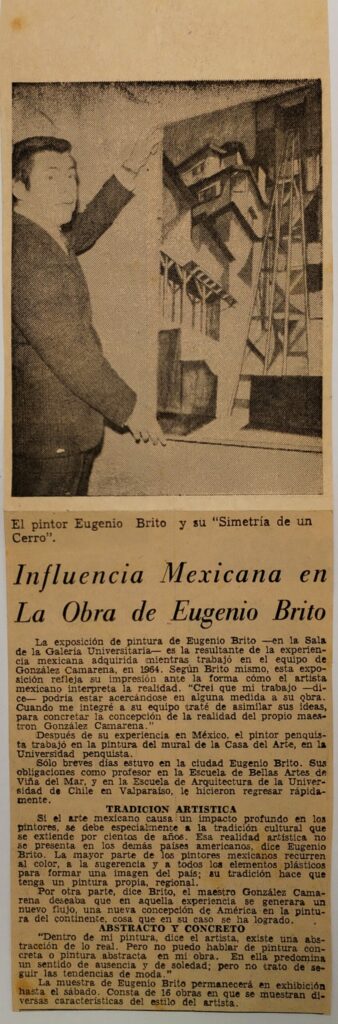 El pintor Eugenio Brito y su "Simetría de un
Cerro".
Influencia Mexicana en
La Obra de Eugenio Brito
La exposición de pintura de Eugenio Brito —en la Sala
de la Galería Universitaria— es la resultante de la experien-
cia mexicana adquirida mientras trabajó en el equipo de
González Camarena, en 1964. Según Brito mismo, esta expo-
sición refleja su impresión ante la forma cómo el artista
mexicano interpreta la realidad. "Creí que mi trabajo —di-
ce— podría estar acercándose en alguna medida a su obra.
Cuando me integré a su equipo traté de asimilar sus ideas,
para concretar la concepción de la realidad del propio maes-
tron González Camarena."
Después de su experiencia en México, el pintor penquis-
ta trabajó en la pintura del mural de la Casa del Arte, en la
Universidad penquista.
Sólo breves días estuvo en la ciudad Eugenio Brito. Sus
obligaciones como profesor en la Escuela de Bellas Artes de
Viña del Mar, y en la Escuela de Arquitectura de la Univer-
sidad de Chile en Valparaíso, le hicieron regresar rápida-
mente.
TRADICION ARTISTICA
Si el arte mexicano causa un impacto profundo en los
pintores, se debe especialmente a la tradición cultural que
se extiende por cientos de años. Esa realidad artística no
se presenta en los demás países americanos, dice Eugenio
Brito. La mayor parte de los pintores mexicanos recurren
al color, a la sugerencia y a todos los elementos plásticos
para formar una imagen del país; su tradición hace que
tenga un pintura propia, regional.
Por otra parte, dice Brito, el maestro González Cama-
rena deseaba que en aquella experiencia se generara un
nuevo flujo, una nueva concepción de América en la pintu-
ra del continente, cosa que en su caso se ha logrado.
ABSTRACTO Y CONCRETO
"Dentro de mi pintura, dice el artista, existe una abs-
tracción de lo real. Pero no puedo hablar de pintura con-
creta o pintura abstracta en mi obra. En ella predomina
un sentido de ausencia y de soledad; pero no trato de se-
guir las tendencias de moda."
La muestra de Eugenio Brito permanecerá en exhibición
hasta el sábado. Consta de 16 obras en que se muestran di-
versas características del estilo del artista.